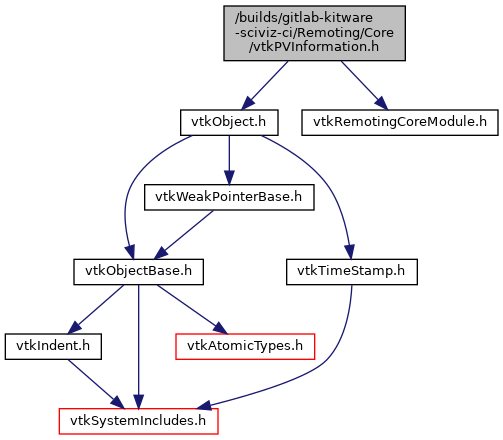 /builds/gitlab-kitware
-sciviz-ci/Remoting/Core
/vtkPVInformation.h
vtkObject.h
vtkRemotingCoreModule.h
vtkWeakPointerBase.h
vtkObjectBase.h
vtkTimeStamp.h
vtkIndent.h
vtkAtomicTypes.h
vtkSystemIncludes.h